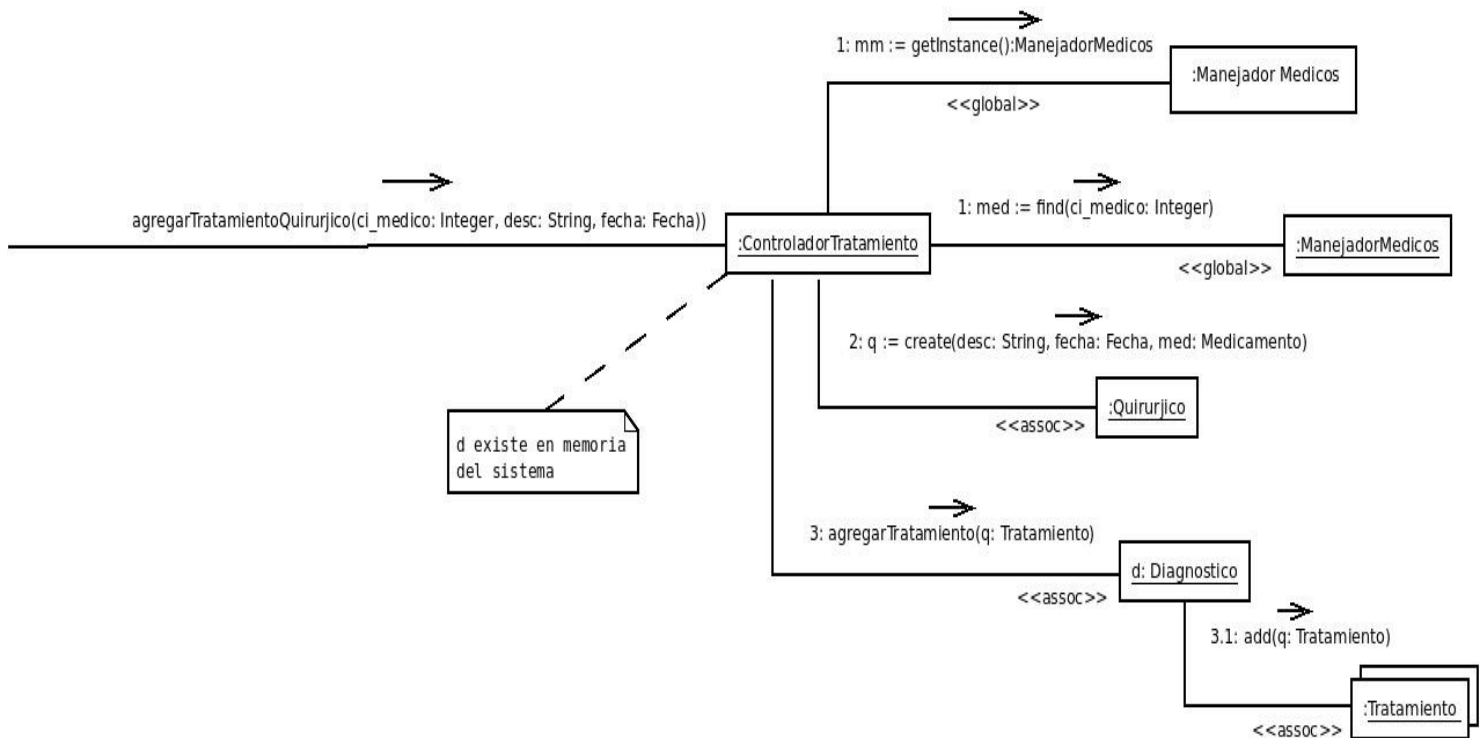 1: mm := getInstance():ManejadorMedicos
:Manejador Medicos
<<global>>
agregarTratamientoQuirurjico(ci_medico: Integer, desc: String, fecha: Fecha))
1: med := find(ci_medico: Integer)
:ControladorTratamiento
:ManejadorMedicos
<<global>>
2: q := create(desc: String, fecha: Fecha, med: Medicamento)
:Quirurjico
<<assoc>>
d existe en memoria
del sistema
3: agregarTratamiento(q: Tratamiento)
d: Diagnostico
<<assoc>>
3.1: add(q: Tratamiento)
:Tratamiento
<<assoc>>